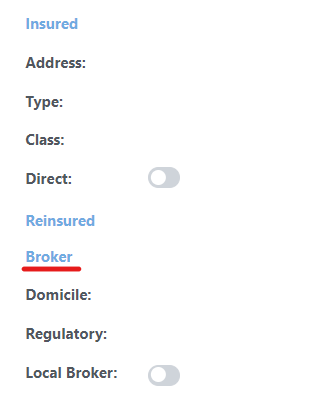 Insured
Address:
Type:
Class:
Direct:
Reinsured
Broker
Domicile:
Regulatory:
Local Broker: